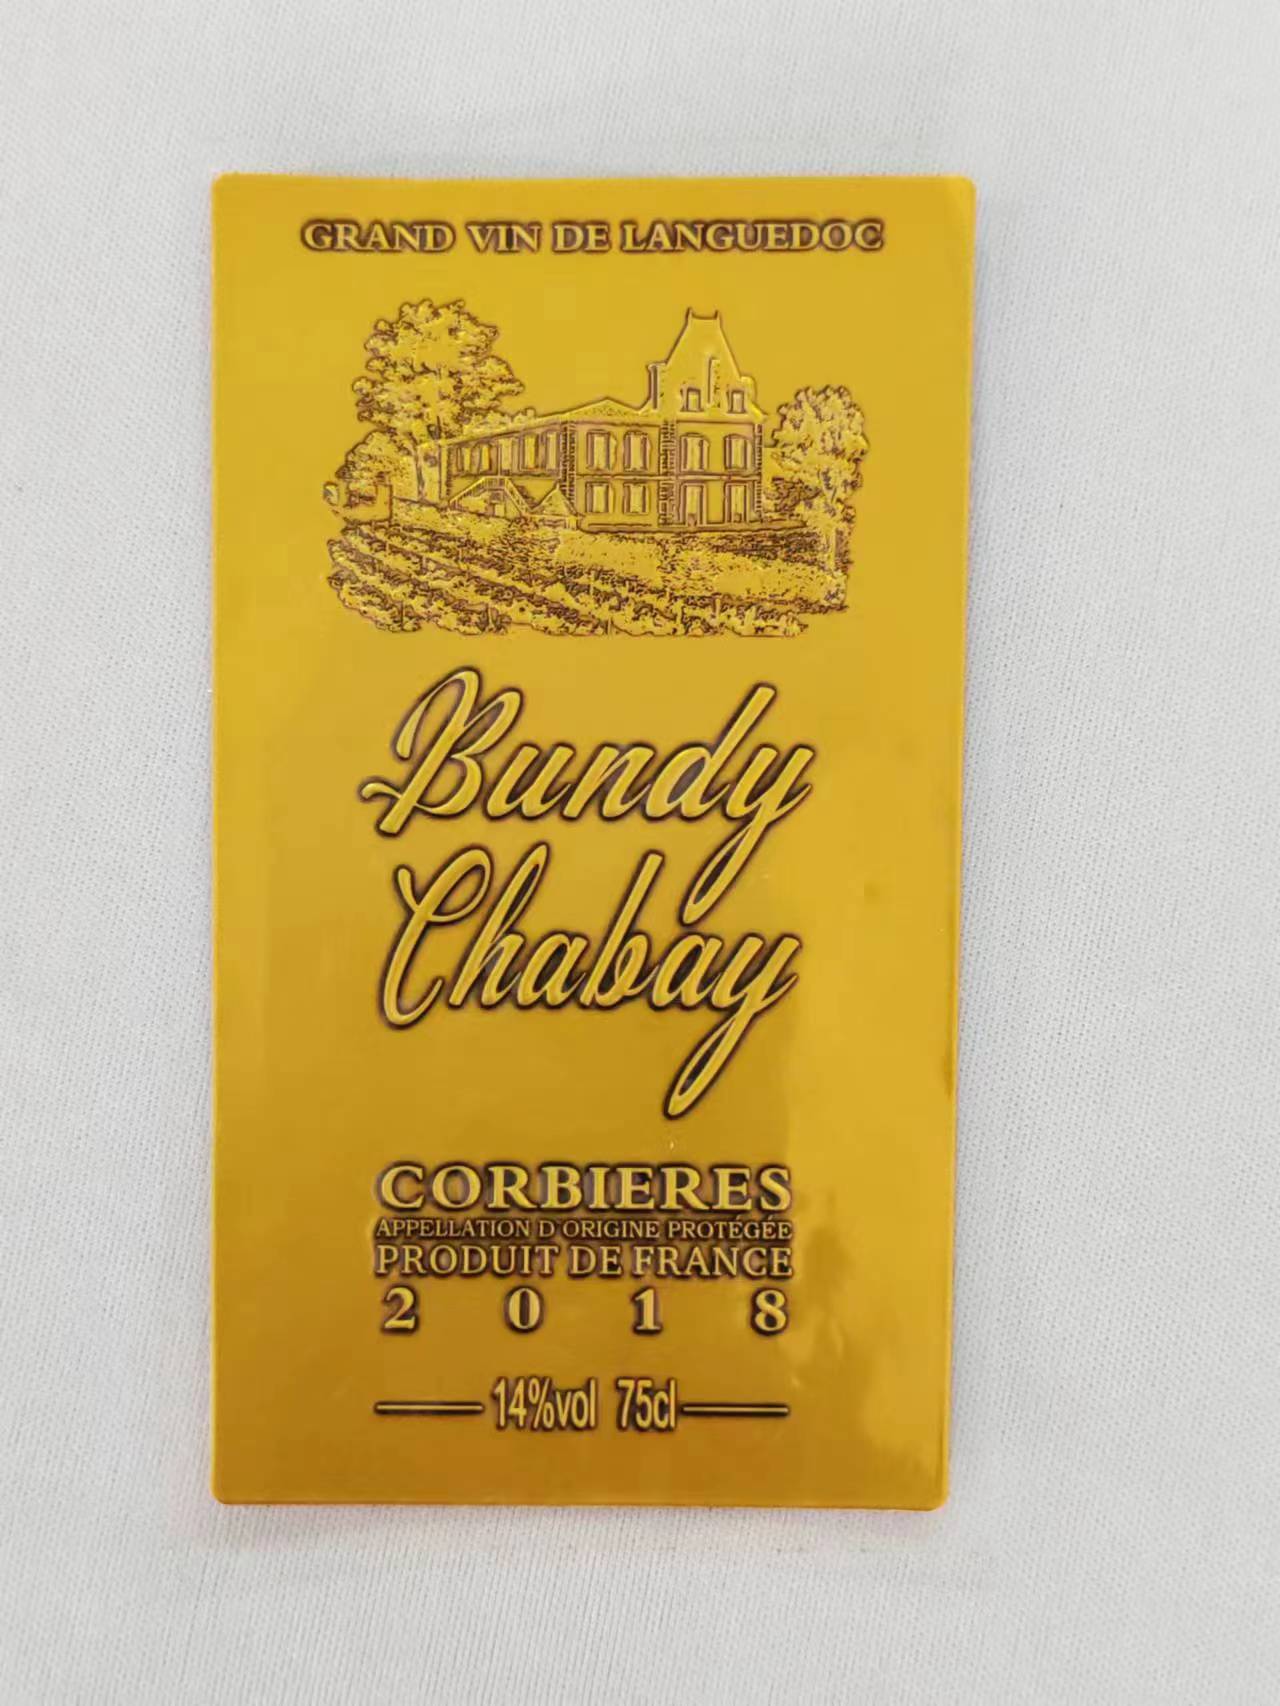 GRAND VIN DE LANGUEDOC
Bundy
Chabay
CORBIERES
APPELLATION D'ORIGINE PROTÉGÉE
PRODUIT DE FRANCE
2 0 1 8
14%vol 75cl